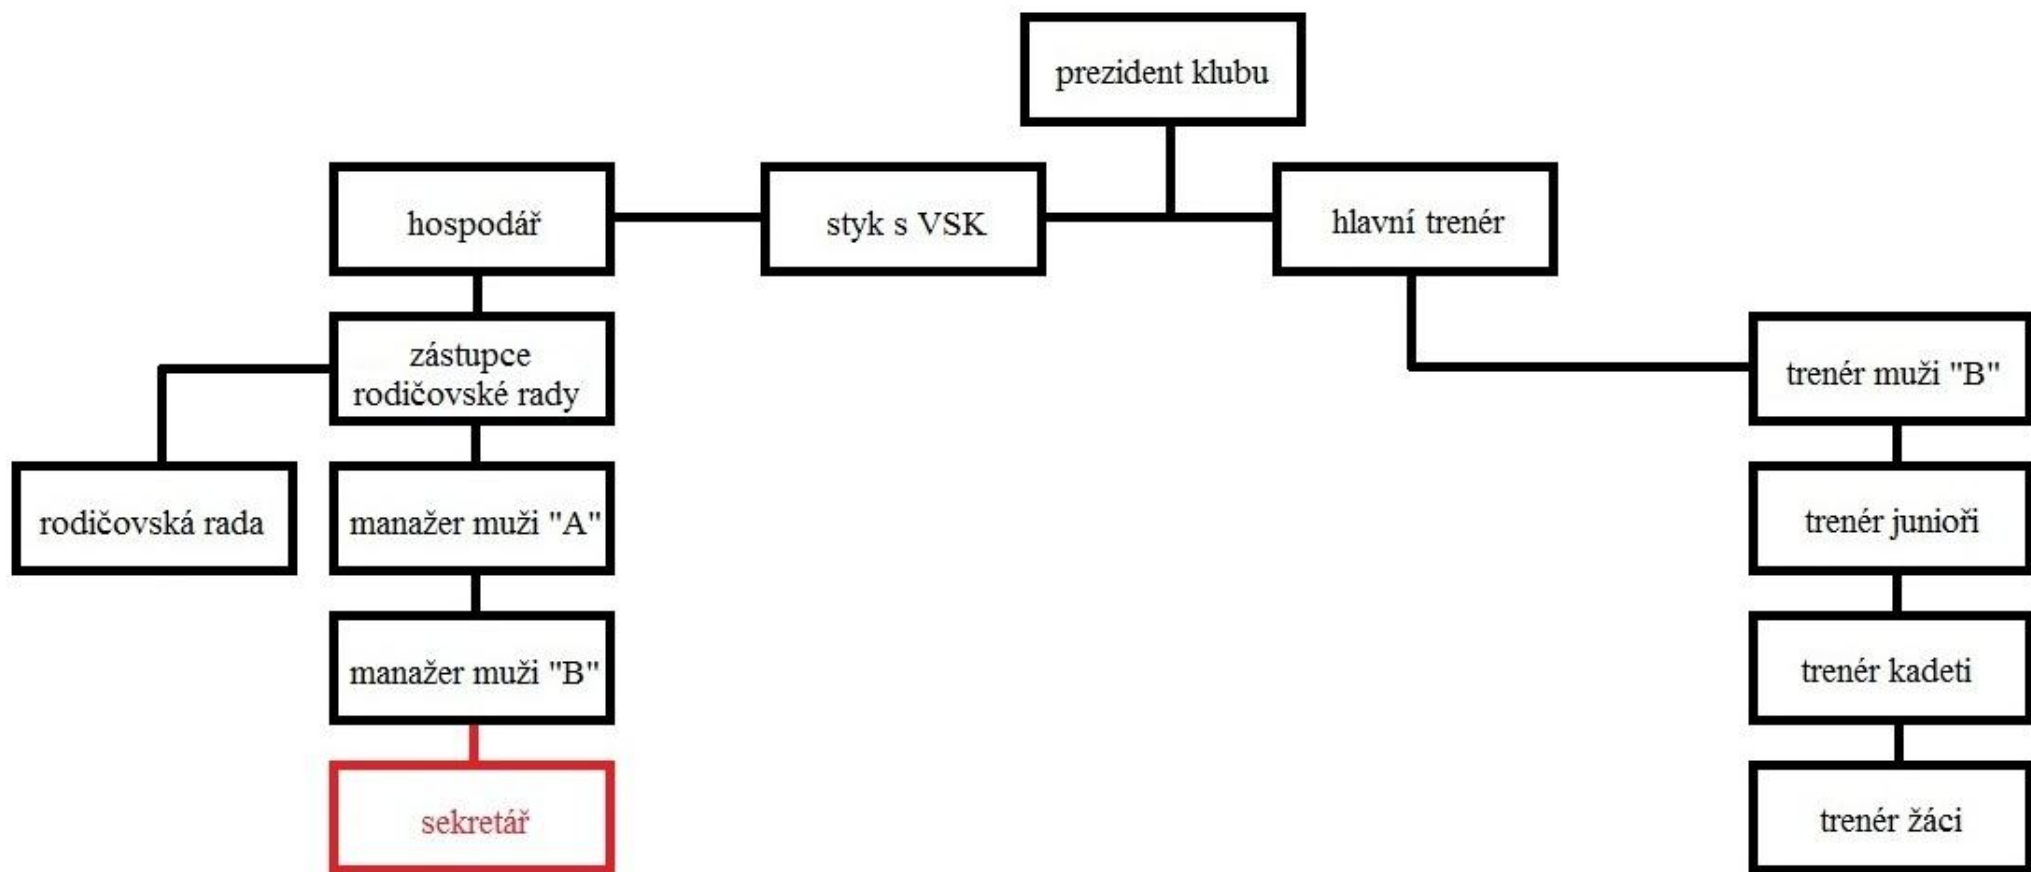 prezident klubu
hospodář
styk s VSK
hlavní trenér
zástupce
rodičovské rady
trenér muži "B"
rodičovská rada
manažer muži "A"
trenér junioři
manažer muži "B"
trenér kadeti
sekretář
trenér žáci